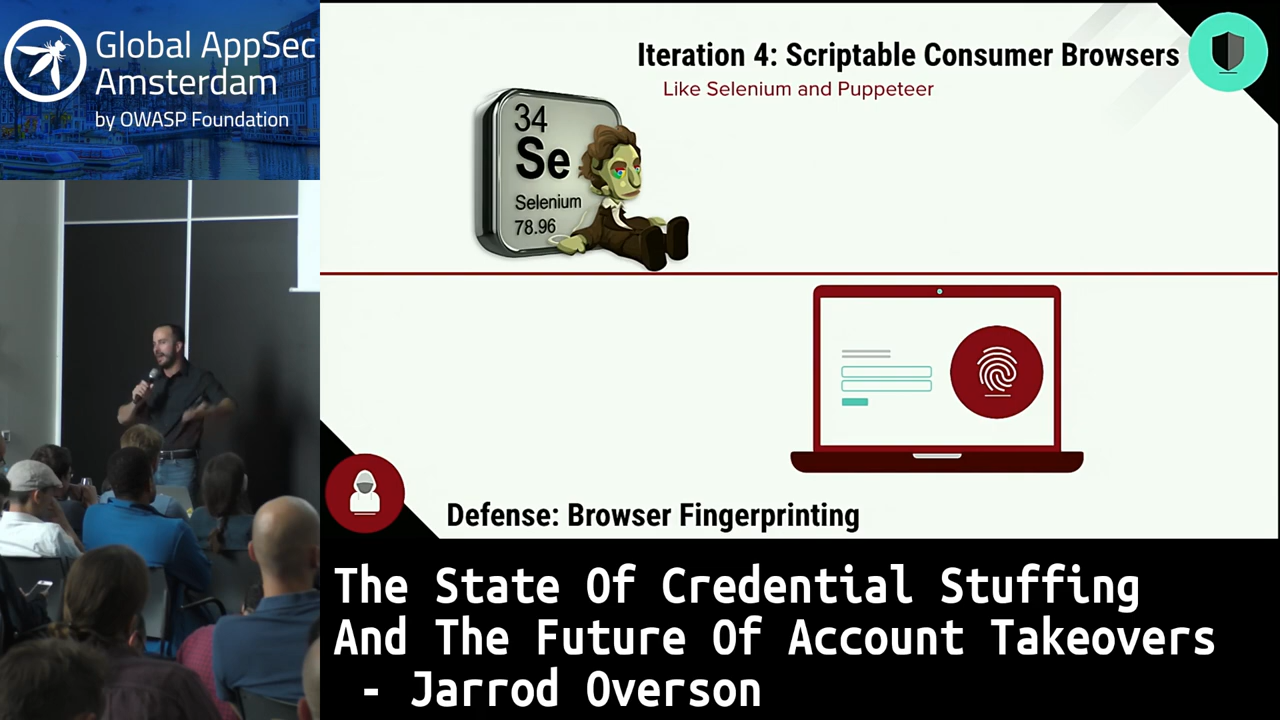 Global AppSec
Amsterdam
by OWASP Foundation
Iteration 4: Scriptable Consumer Browsers
Like Selenium and Puppeteer
34
Se
Selenium
78.96
Defense: Browser Fingerprinting
The State Of Credential Stuffing
And The Future Of Account Takeovers
- Jarrod Overson